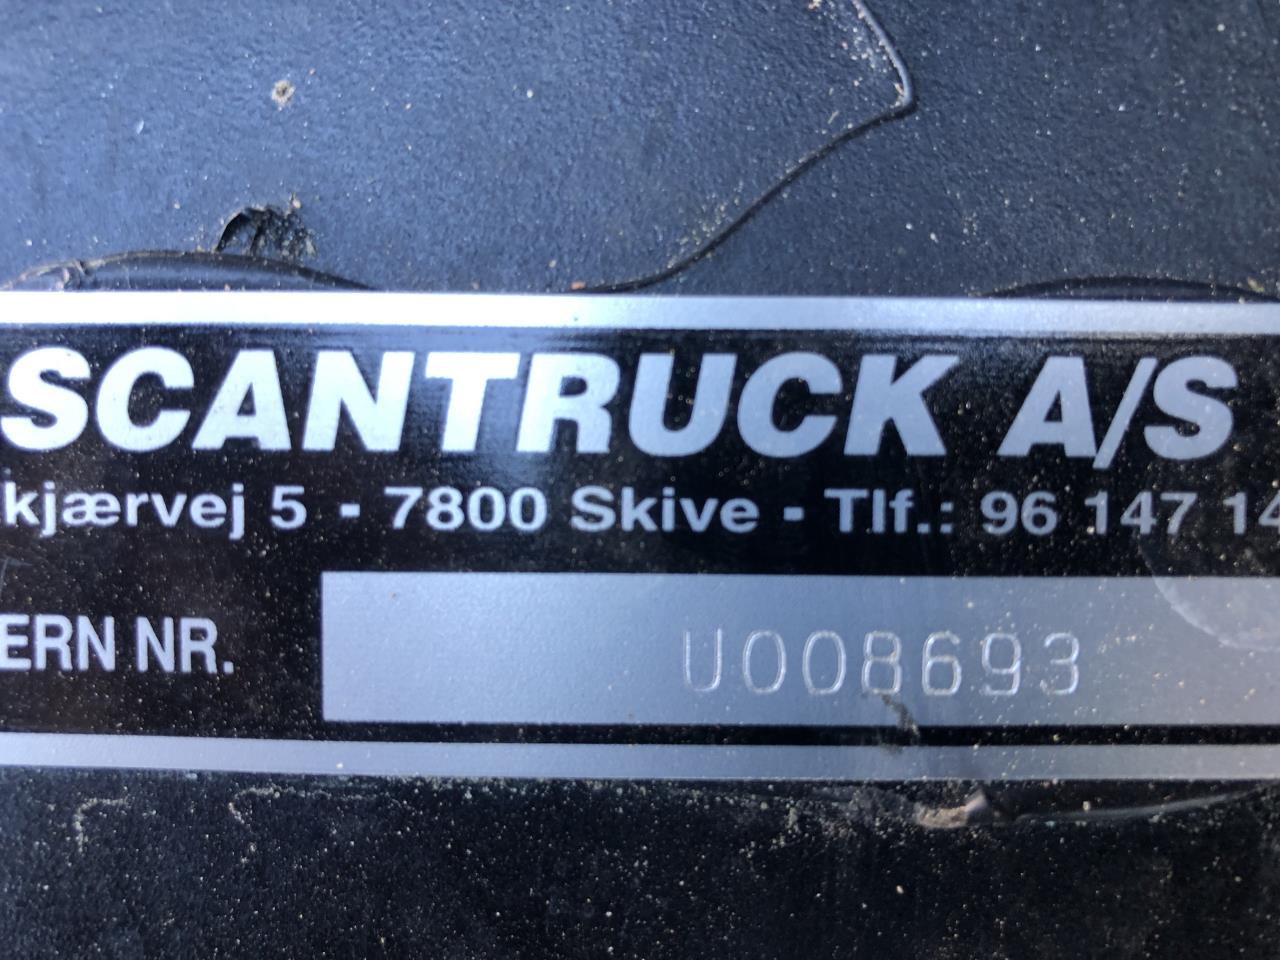 SCANTRUCK A/S
kjærvej 5 - 7800 Skive - Tlf.: 96 147 14
ERN NR. U008693